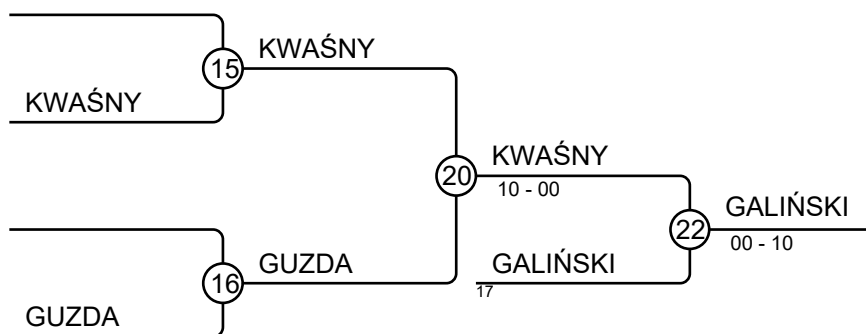 KWAŚNY
15
KWAŚNY
GUZDA
16
GUZDA
20
KWAŚNY
10 - 00
GALIŃSKI
17
22
GALIŃSKI
00 - 10